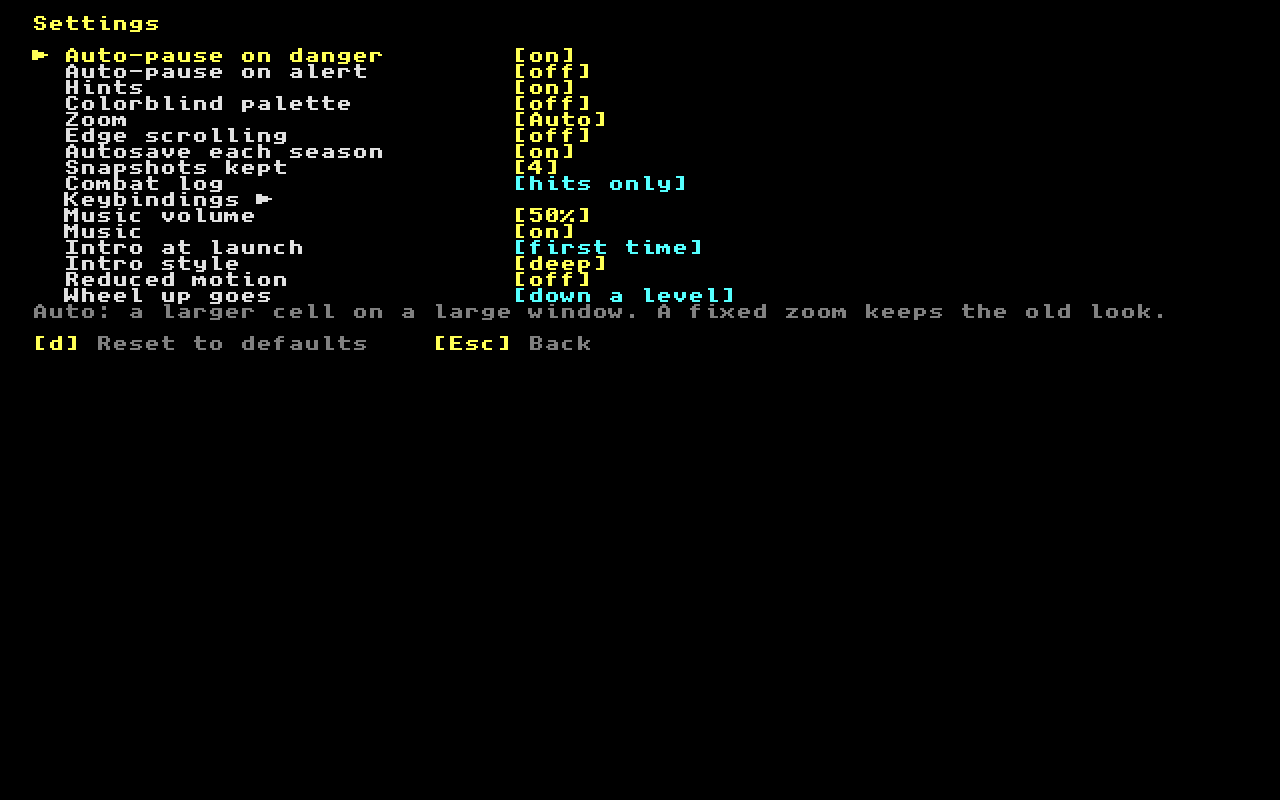 Settings
► Auto-pause on danger [on]
Auto-pause on alert [off]
Hints [on]
Colorblind palette [off]
Zoom [Auto]
Edge scrolling [off]
Autosave each season [on]
Snapshots kept [4]
Combat log [hits only]
Keybindings ►
Music volume [50%]
Music [on]
Intro at launch [first time]
Intro style [deep]
Reduced motion [off]
Wheel up goes [down a level]
Auto: a larger cell on a large window. A fixed zoom keeps the old look.
[d] Reset to defaults [Esc] Back